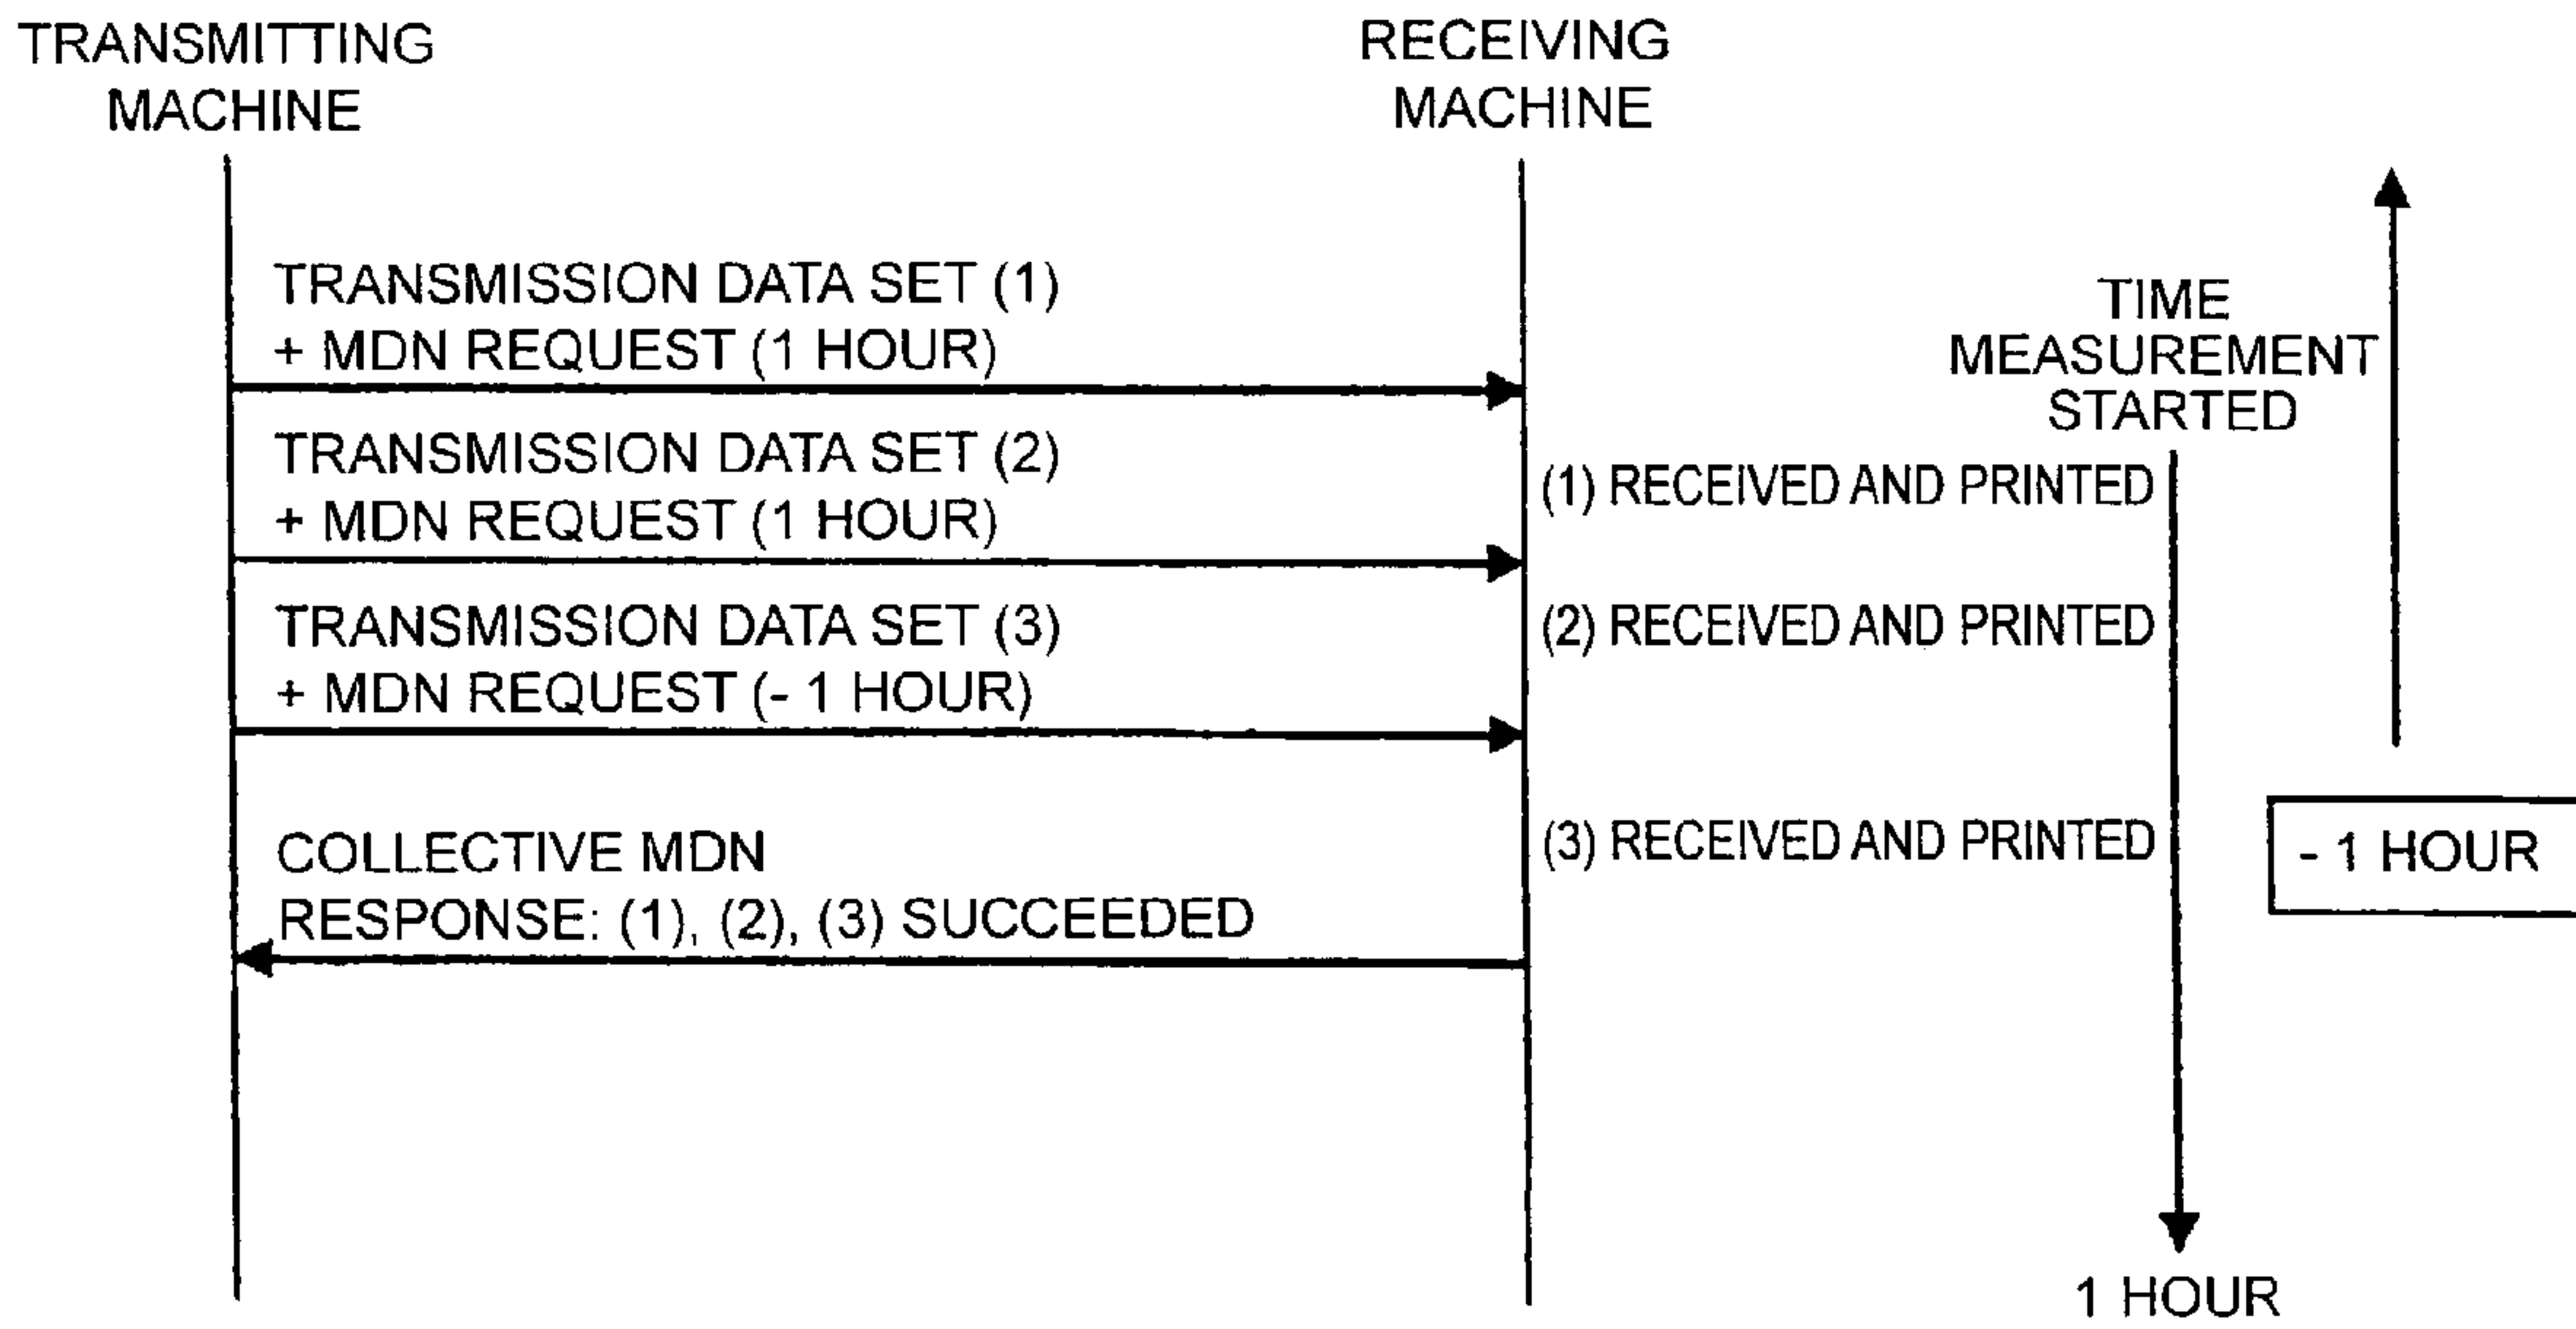 TRANSMITTING
MACHINE
RECEIVING
MACHINE
TRANSMISSION DATA SET (1)
+ MDN REQUEST (1 HOUR)
TIME
MEASUREMENT
STARTED
TRANSMISSION DATA SET (2)
+ MDN REQUEST (1 HOUR)
(1) RECEIVED AND PRINTED
TRANSMISSION DATA SET (3)
+ MDN REQUEST (- 1 HOUR)
(2) RECEIVED AND PRINTED
COLLECTIVE MDN
RESPONSE: (1), (2), (3) SUCCEEDED
(3) RECEIVED AND PRINTED
- 1 HOUR
1 HOUR